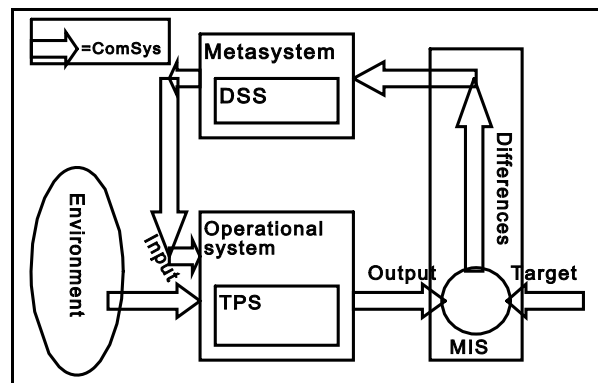 =ComSys
Metasystem
DSS
Differences
Environment
Input
Operational
system
TPS
Output
Target
MIS